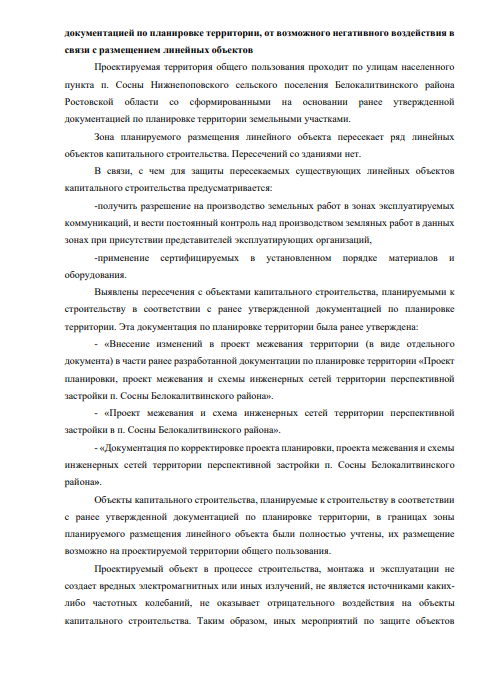 документацией по планировке территории, от возможного негативного воздействия в
связи с размещением линейных объектов
Проектируемая территория общего пользования проходит по улицам населенного
пункта п. Сосны Нижнепоповского сельского поселения Белокалитвинского района
Ростовской области со сформированными на основании ранее утвержденной
документацией по планировке территории земельными участками.
Зона планируемого размещения линейного объекта пересекает ряд линейных
объектов капитального строительства. Пересечений со зданиями нет.
В связи, с чем для защиты пересекаемых существующих линейных объектов
капитального строительства предусматривается:
-получить разрешение на производство земельных работ в зонах эксплуатируемых
коммуникаций, и вести постоянный контроль над производством земляных работ в данных
зонах при присутствии представителей эксплуатирующих организаций,
-применение сертифицируемых в установленном порядке материалов и
оборудования.
Выявлены пересечения с объектами капитального строительства, планируемыми к
строительству в соответствии с ранее утвержденной документацией по планировке
территории. Эта документация по планировке территории была ранее утверждена:
- «Внесение изменений в проект межевания территории (в виде отдельного
документа) в части ранее разработанной документации по планировке территории «Проект
планировки, проект межевания и схемы инженерных сетей территории перспективной
застройки п. Сосны Белокалитвинского района».
- «Проект межевания и схема инженерных сетей территории перспективной
застройки в п. Сосны Белокалитвинского района».
- «Документация по корректировке проекта планировки, проекта межевания и схемы
инженерных сетей территории перспективной застройки п. Сосны Белокалитвинского
района».
Объекты капитального строительства, планируемые к строительству в соответствии
с ранее утвержденной документацией по планировке территории, в границах зоны
планируемого размещения линейного объекта были полностью учтены, их размещение
возможно на проектируемой территории общего пользования.
Проектируемый объект в процессе строительства, монтажа и эксплуатации не
создает вредных электромагнитных или иных излучений, не является источниками каких-
либо частотных колебаний, не оказывает отрицательного воздействия на объекты
капитального строительства. Таким образом, иных мероприятий по защите объектов